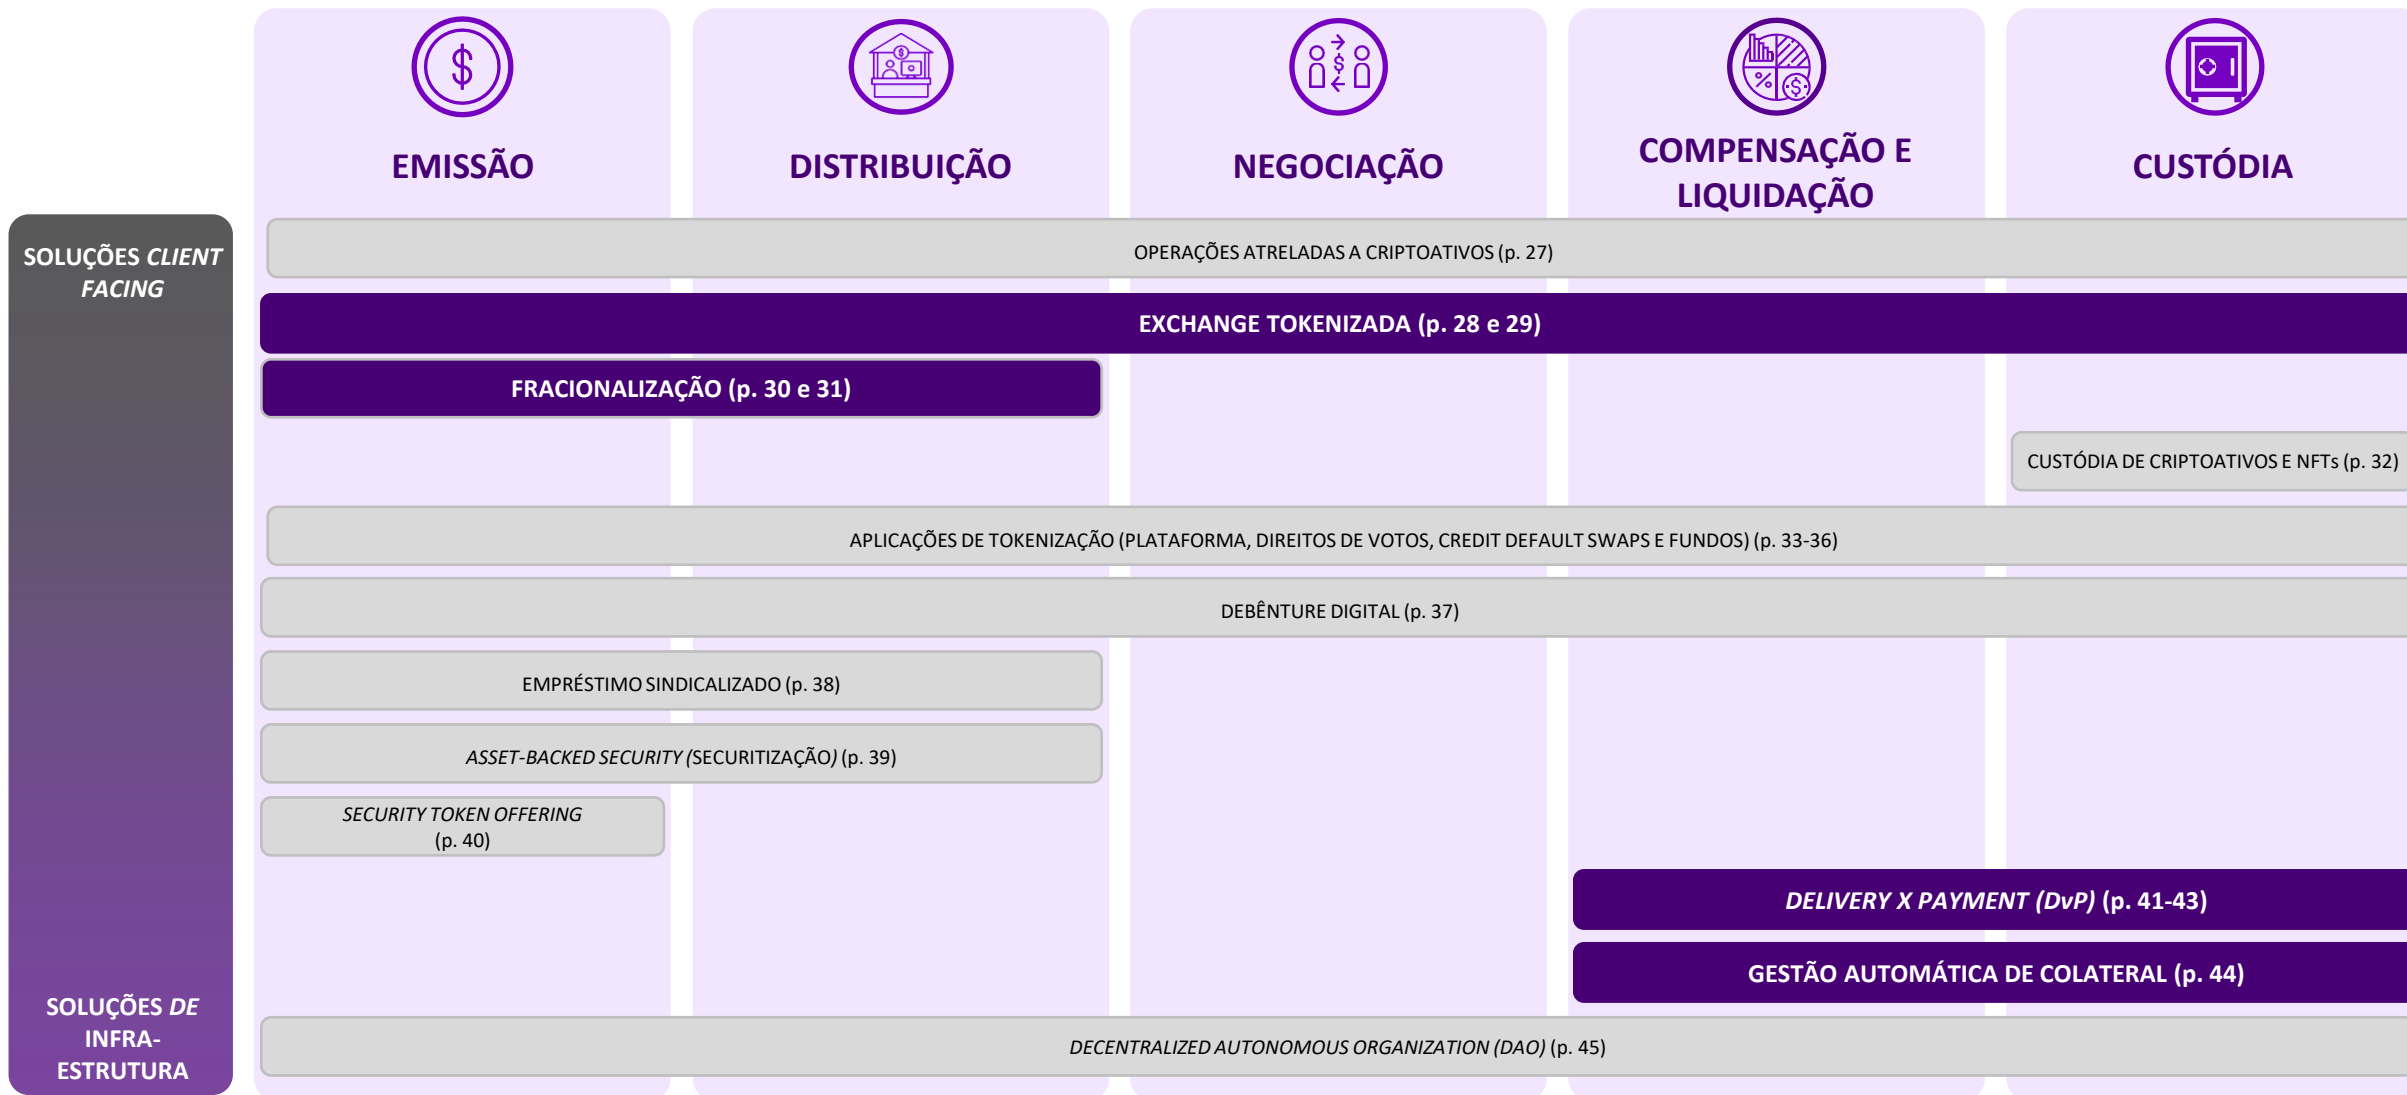 EMISSÃO
DISTRIBUIÇÃO
NEGOCIAÇÃO
COMPENSAÇÃO E
LIQUIDAÇÃO
CUSTÓDIA
SOLUÇÕES CLIENT
FACING
OPERAÇÕES ATRELADAS A CRIPTOATIVOS (p. 27)
EXCHANGE TOKENIZADA (p. 28 e 29)
FRACIONALIZAÇÃO (p. 30 e 31)
CUSTÓDIA DE CRIPTOATIVOS E NFTs (p. 32)
APLICAÇÕES DE TOKENIZAÇÃO (PLATAFORMA, DIREITOS DE VOTOS, CREDIT DEFAULT SWAPS E FUNDOS) (p. 33-36)
DEBÊNTURE DIGITAL (p. 37)
EMPRÉSTIMO SINDICALIZADO (p. 38)
ASSET-BACKED SECURITY (SECURITIZAÇÃO) (p. 39)
SECURITY TOKEN OFFERING
(p. 40)
DELIVERY X PAYMENT (DvP) (p. 41-43)
GESTÃO AUTOMÁTICA DE COLATERAL (p. 44)
SOLUÇÕES DE
INFRA-
ESTRUTURA
DECENTRALIZED AUTONOMOUS ORGANIZATION (DAO) (p. 45)